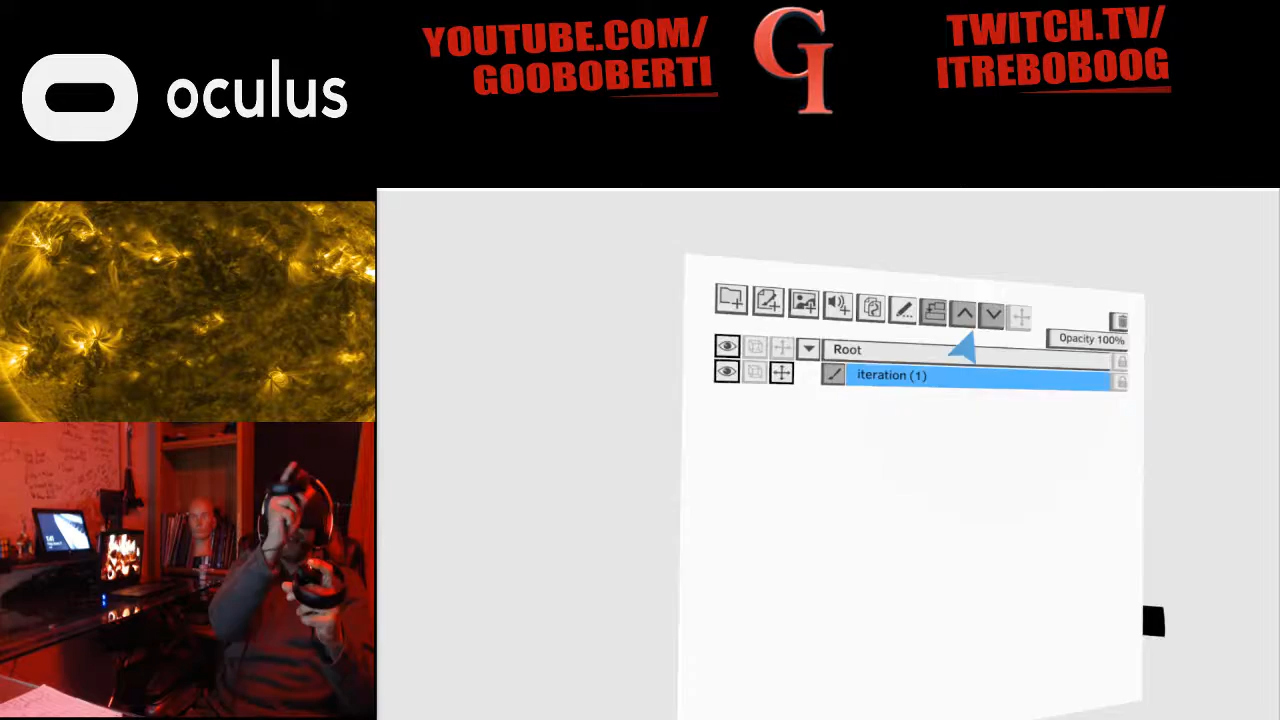 oculus
YOUTUBE.COM/
GOOBOBERTI
GI
TWITCH.TV/
ITREBOBOOG
Opacity 100%
Root
iteration (1)